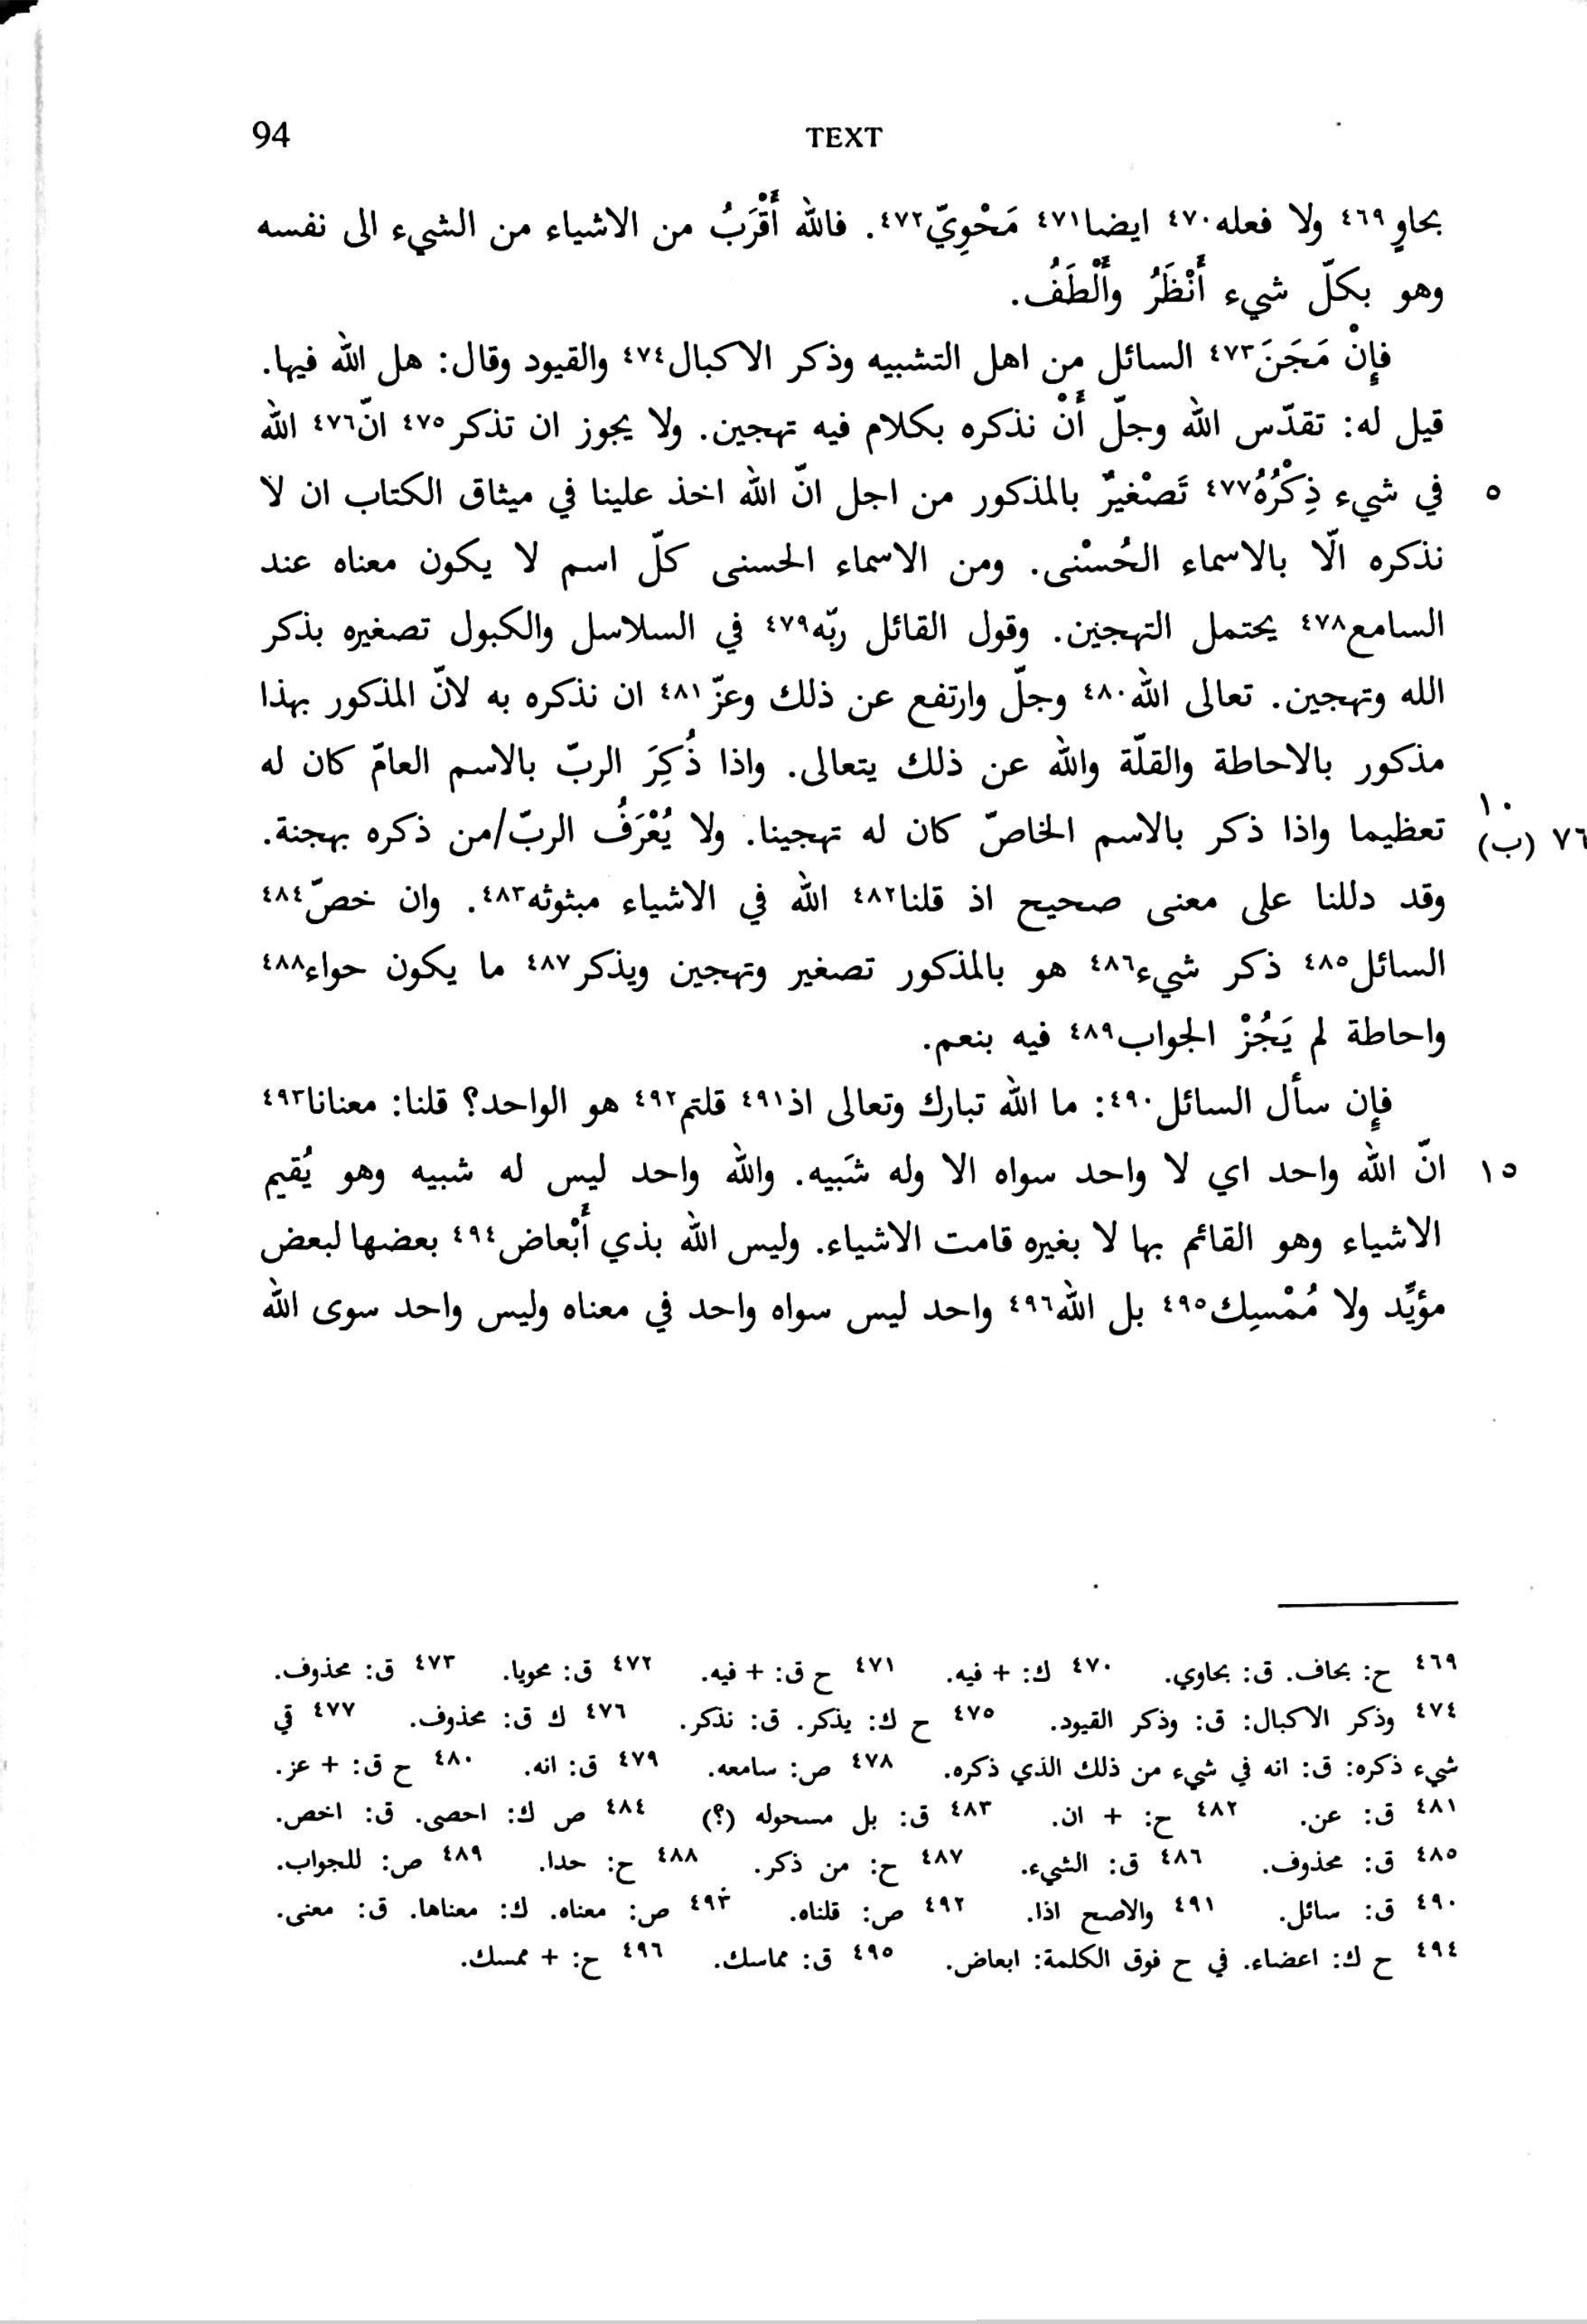 94 TEXT
بحاوٍ٤٦٩ ولا فعله٤٧٠ ايضا٤٧١ مَحْوِيّ٤٧٢. فالله أَقْرَبُ من الاشياء من الشيء الى نفسه
وهو بكلّ شيء أَنْظَرُ وأَلْطَفُ.
فإِنْ مَجَنَ٤٧٣ السائل من اهل التشبيه وذكر الاكبال٤٧٤ والقيود وقال: هل الله فيها.
قيل له: تقدّس الله وجلّ أَنْ نذكره بكلام فيه تهجين. ولا يجوز ان تذكر٤٧٥ انّ٤٧٦ الله
٥ في شيء ذِكْرُهُ٤٧٧ تَصْغيرٌ بالمذكور من اجل انّ الله اخذ علينا في ميثاق الكتاب ان لا
نذكره الّا بالاسماء الحُسْنى. ومن الاسماء الحسنى كلّ اسم لا يكون معناه عند
السامع٤٧٨ يحتمل التهجين. وقول القائل ربّه٤٧٩ في السلاسل والكبول تصغيره بذكر
الله وتهجين. تعالى الله٤٨٠ وجلّ وارتفع عن ذلك وعزّ٤٨١ ان نذكره به لانّ المذكور بهذا
مذكور بالاحاطة والقلّة والله عن ذلك يتعالى. واذا ذُكِرَ الربّ بالاسم العامّ كان له
١٠ ٧٦ (ب) تعظيما واذا ذكر بالاسم الخاصّ كان له تهجينا. ولا يُعْرَفُ الربّ/من ذكره بهجنة.
وقد دللنا على معنى صحيح اذ قلنا٤٨٢ الله في الاشياء مبثوثه٤٨٣. وان خصّ٤٨٤
السائل٤٨٥ ذكر شيء٤٨٦ هو بالمذكور تصغير وتهجين ويذكر٤٨٧ ما يكون حواء٤٨٨
واحاطة لم يَجُزْ الجواب٤٨٩ فيه بنعم.
فإِن سأل السائل٤٩٠: ما الله تبارك وتعالى اذ٤٩١ قلتم٤٩٢ هو الواحد؟ قلنا: معنانا٤٩٣
١٥ انّ الله واحد اي لا واحد سواه الا وله شَبيه. والله واحد ليس له شبيه وهو يُقيم
الاشياء وهو القائم بها لا بغيره قامت الاشياء. وليس الله بذي أَبْعاض٤٩٤ بعضها لبعض
مؤيِّد ولا مُمْسِك٤٩٥ بل الله٤٩٦ واحد ليس سواه واحد في معناه وليس واحد سوى الله
٤٦٩ ح: بحاف. ق: بحاوي. ٤٧٠ ك: + فيه. ٤٧١ ح ق: + فيه. ٤٧٢ ق: محويا. ٤٧٣ ق: محذوف.
٤٧٤ وذكر الاكبال: ق: وذكر القيود. ٤٧٥ ح ك: يذكر. ق: نذكر. ٤٧٦ ك ق: محذوف. ٤٧٧ في
شيء ذكره: ق: انه في شيء من ذلك الذي ذكره. ٤٧٨ ص: سامعه. ٤٧٩ ق: انه. ٤٨٠ ح ق: + عز.
٤٨١ ق: عن. ٤٨٢ ح: + ان. ٤٨٣ ق: بل مسحوله (؟) ٤٨٤ ص ك: احصى. ق: اخص.
٤٨٥ ق: محذوف. ٤٨٦ ق: الشيء. ٤٨٧ ح: من ذكر. ٤٨٨ ح: حدا. ٤٨٩ ص: للجواب.
٤٩٠ ق: سائل. ٤٩١ والاصح اذا. ٤٩٢ ص: قلناه. ٤٩٣ ص: معناه. ك: معناها. ق: معنى.
٤٩٤ ح ك: اعضاء. في ح فوق الكلمة: ابعاض. ٤٩٥ ق: مماسك. ٤٩٦ ح: + ممسك.